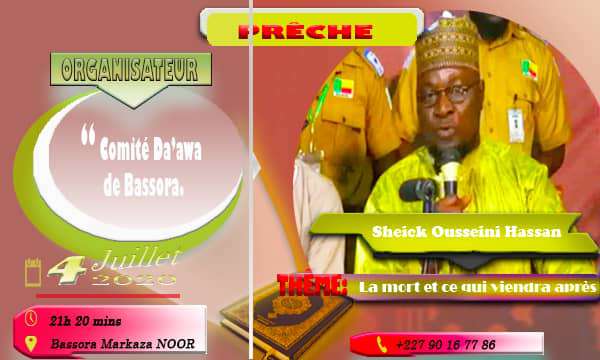 PRÊCHE
ORGANISATEUR
“ Comité Da’awa
de Bassora.
4 Juillet
2020
21h 20 mins
Bassora Markaza NOOR
Sheick Ousseini Hassan
THÈME: La mort et ce qui viendra après
+227 90 16 77 86